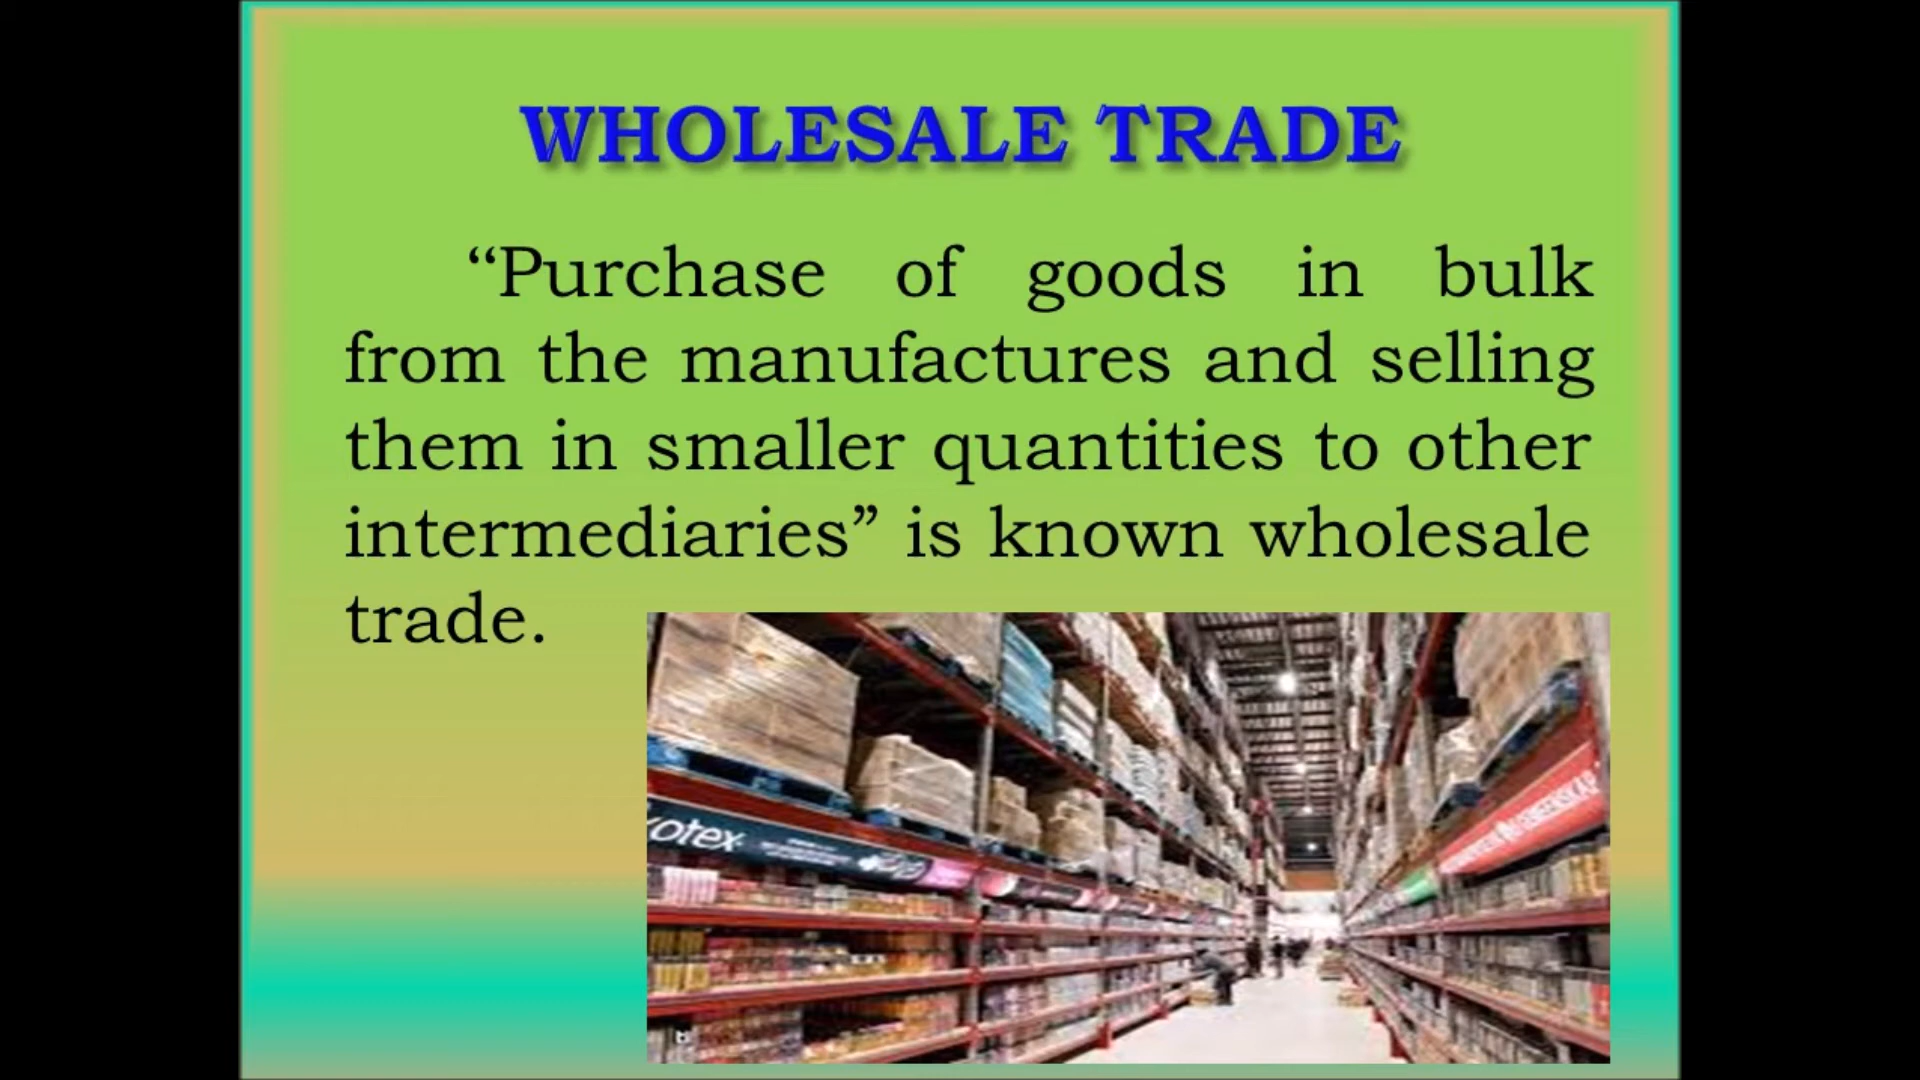 WHOLESALE TRADE
“Purchase of goods in bulk
from the manufactures and selling
them in smaller quantities to other
intermediaries” is known wholesale
trade.
otex